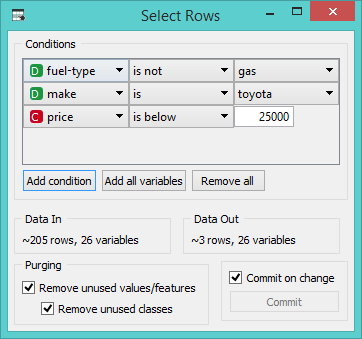 Select Rows
Conditions
D fuel-type is not gas
D make is toyota
C price is below 25000
Add condition Add all variables Remove all
Data In Data Out
~205 rows, 26 variables ~3 rows, 26 variables
Purging
Remove unused values/features
Remove unused classes
Commit on change
Commit